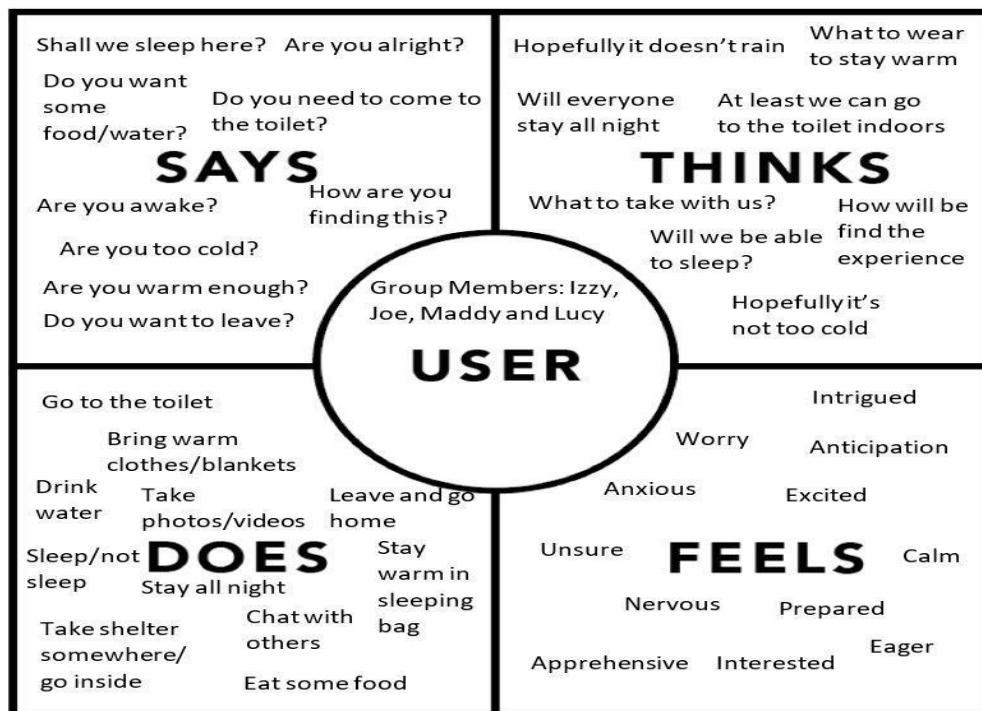 Shall we sleep here?
Are you alright?
Do you want
some
food/water?
Do you need to come to
the toilet?
SAYS
Are you awake?
How are you
finding this?
Are you too cold?
Are you warm enough?
Do you want to leave?
Hopefully it doesn’t rain
What to wear
to stay warm
Will everyone
stay all night
At least we can go
to the toilet indoors
THINKS
What to take with us?
How will be
find the
experience
Will we be able
to sleep?
Hopefully it’s
not too cold
Group Members: Izzy,
Joe, Maddy and Lucy
USER
Go to the toilet
Bring warm
clothes/blankets
Drink
water
Take
photos/videos
Leave and go
home
Sleep/not
sleep
DOES
Stay all night
Stay
warm in
sleeping
bag
Take shelter
somewhere/
go inside
Chat with
others
Eat some food
Intrigued
Worry
Anticipation
Anxious
Excited
Unsure
FEELS
Calm
Nervous
Prepared
Eager
Apprehensive
Interested